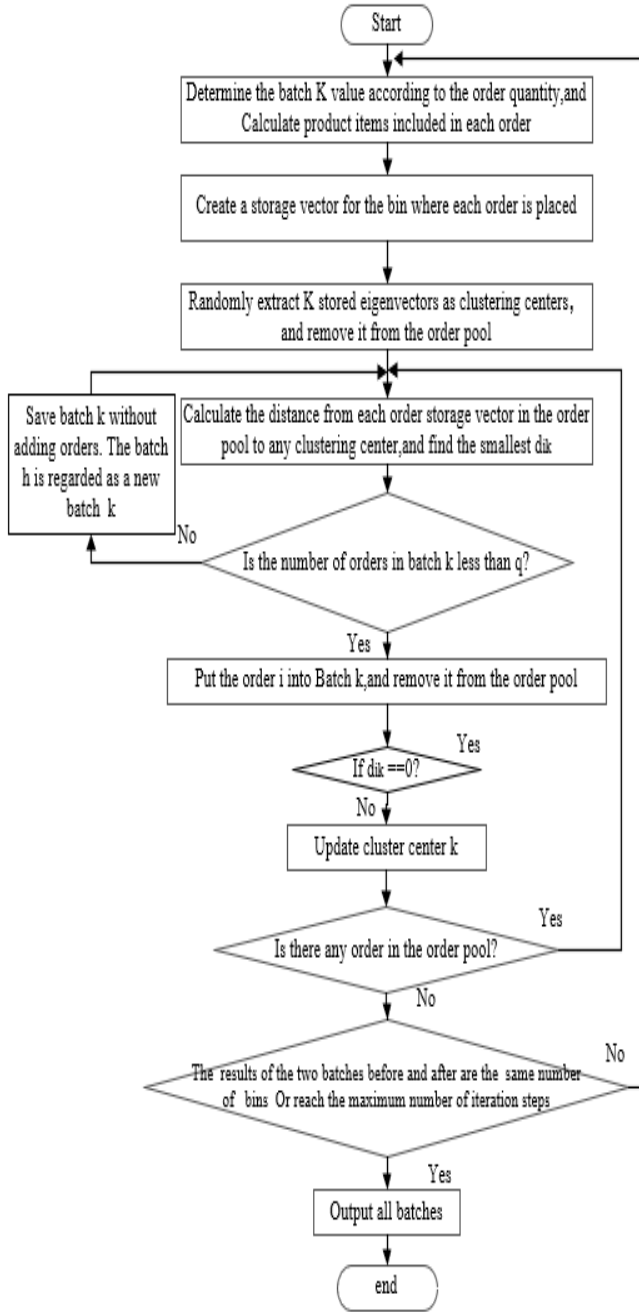 Start
Determine the batch K value according to the order quantity,and
Calculate product items included in each order
Create a storage vector for the bin where each order is placed
Randomly extract K stored eigenvectors as clustering centers,
and remove it from the order pool
Save batch k without
adding orders. The batch
h is regarded as a new
batch k
Calculate the distance from each order storage vector in the order
pool to any clustering center,and find the smallest dik
No
Is the number of orders in batch k less than q?
Yes
Put the order i into Batch k,and remove it from the order pool
Yes
If dik ==0?
No
Update cluster center k
Yes
Is there any order in the order pool?
No
No
The results of the two batches before and after are the same number
of bins Or reach the maximum number of iteration steps
Yes
Output all batches
end